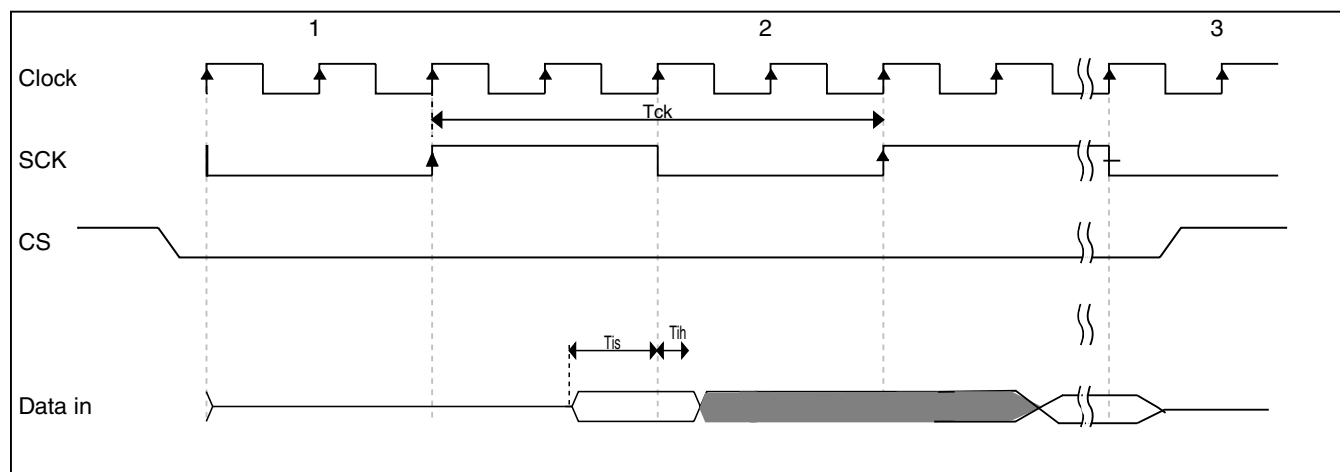 1 2 3
Clock
Tck
SCK
CS
Tis Tih
Data in